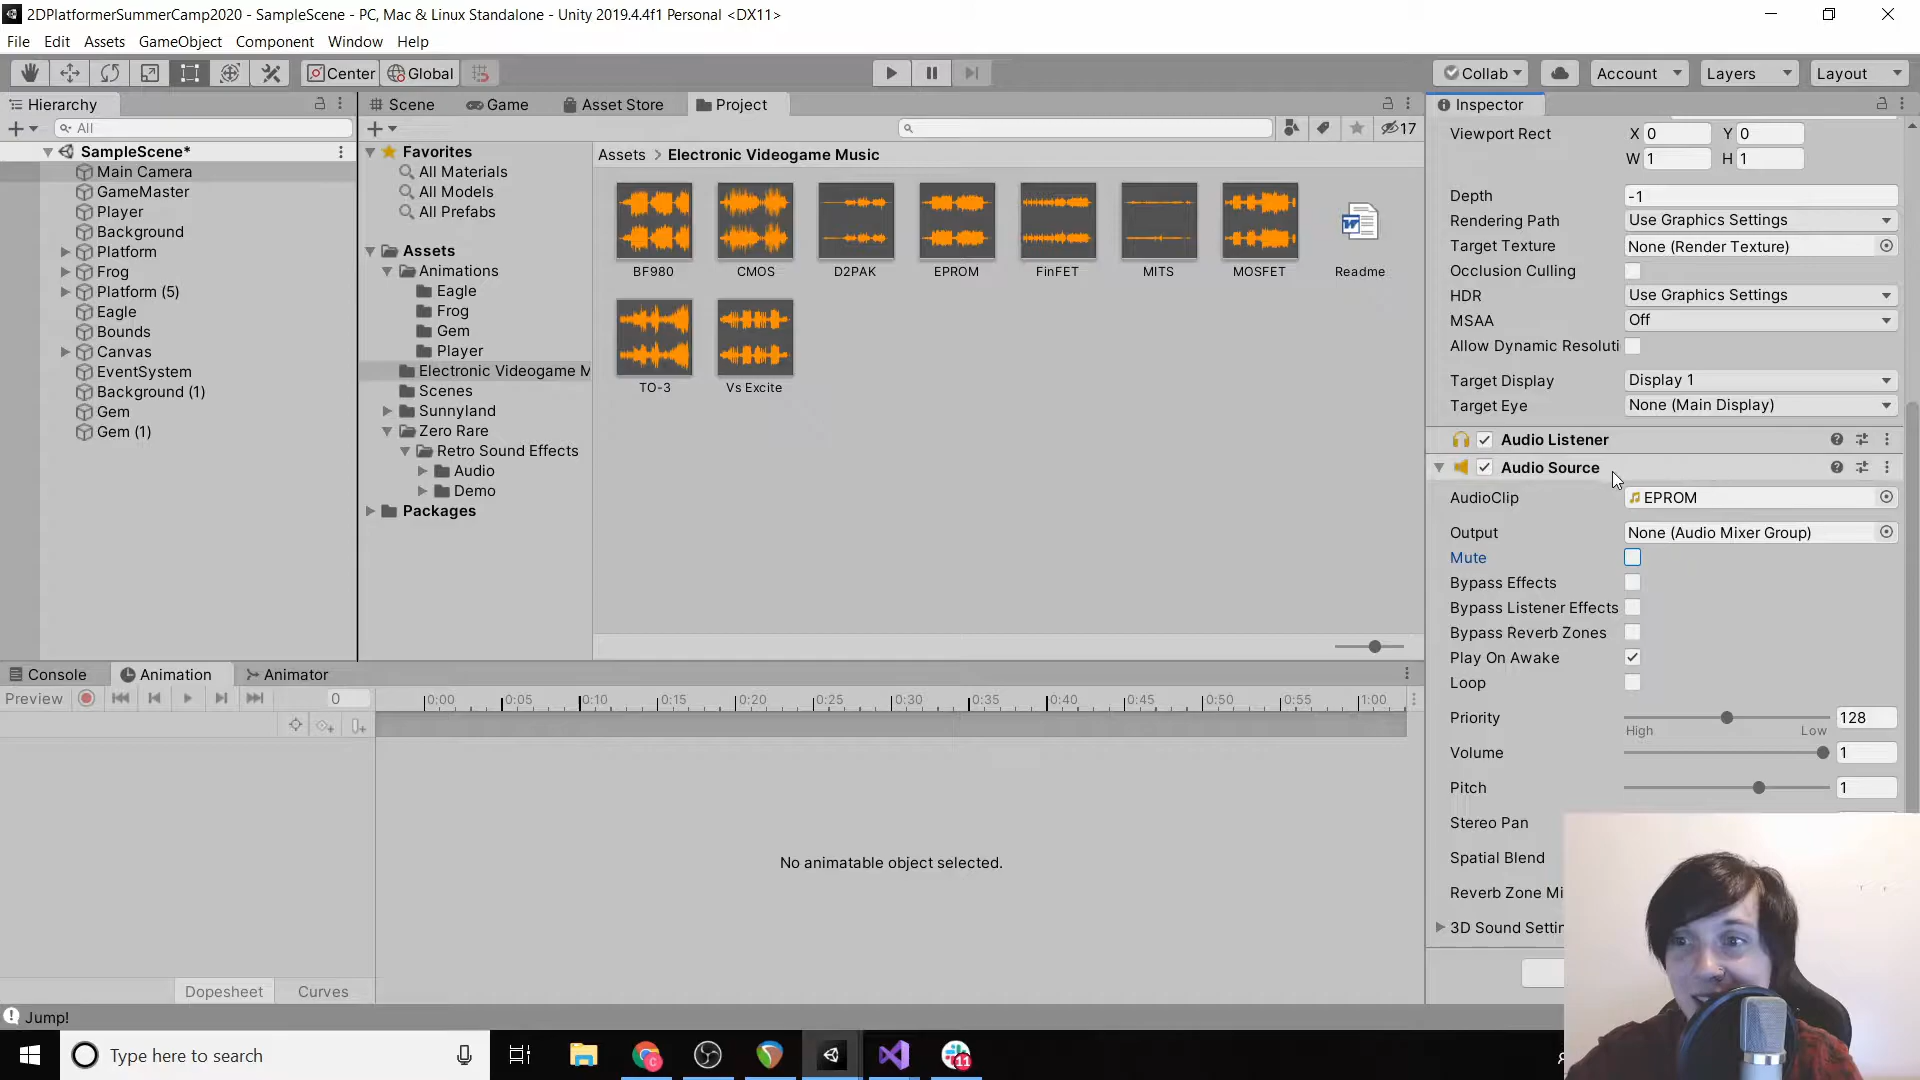 2DPlatformerSummerCamp2020 - SampleScene - PC, Mac & Linux Standalone - Unity 2019.4.4f1 Personal <DX11>
File Edit Assets GameObject Component Window Help
Center Global Collab Account Layers Layout
Hierarchy
All
SampleScene*
Main Camera
GameMaster
Player
Background
Platform
Frog
Platform (5)
Eagle
Bounds
Canvas
EventSystem
Background (1)
Gem
Gem (1)
Scene Game Asset Store Project
17
Favorites
All Materials
All Models
All Prefabs
Assets
Animations
Eagle
Frog
Gem
Player
Electronic Videogame M
Scenes
Sunnyland
Zero Rare
Retro Sound Effects
Audio
Demo
Packages
Assets > Electronic Videogame Music
BF980 CMOS D2PAK EPROM FinFET MITS MOSFET Readme
TO-3 Vs Excite
Inspector
Viewport Rect X 0 Y 0
W 1 H 1
Depth -1
Rendering Path Use Graphics Settings
Target Texture None (Render Texture)
Occlusion Culling
HDR Use Graphics Settings
MSAA Off
Allow Dynamic Resoluti
Target Display Display 1
Target Eye None (Main Display)
Audio Listener
Audio Source
AudioClip EPROM
Output None (Audio Mixer Group)
Mute
Bypass Effects
Bypass Listener Effects
Bypass Reverb Zones
Play On Awake
Loop
Priority 128
High Low
Volume 1
Pitch 1
Stereo Pan
Spatial Blend
Reverb Zone Mi
3D Sound Settin
Console Animation Animator
Preview 0 0:00 0:05 0:10 0:15 0:20 0:25 0:30 0:35 0:40 0:45 0:50 0:55 1:00
No animatable object selected.
Dopesheet Curves
Jump!
Type here to search
11